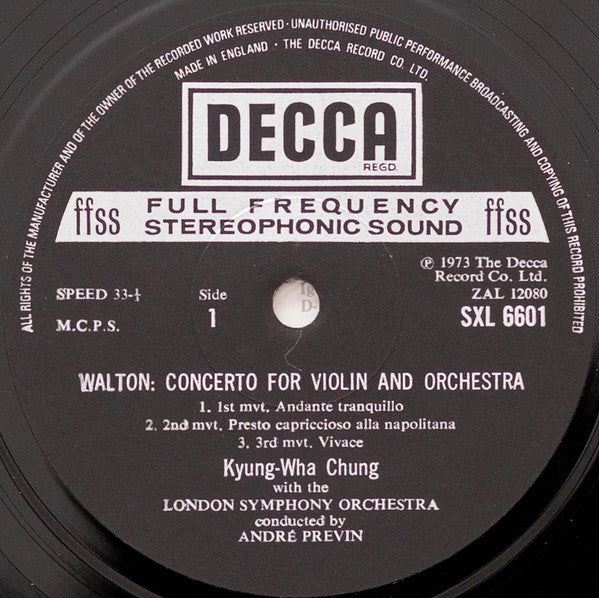 ALL RIGHTS OF THE MANUFACTURER AND OF THE OWNER OF THE RECORDED WORK RESERVED · UNAUTHORISED PUBLIC PERFORMANCE BROADCASTING AND COPYING OF THIS RECORD PROHIBITED
MADE IN ENGLAND · THE DECCA RECORD CO. LTD.
DECCA
REGD.
ffss FULL FREQUENCY ffss
STEREOPHONIC SOUND
℗ 1973 The Decca
Record Co. Ltd.
SPEED 33-⅓ Side ZAL 12080
M.C.P.S. 1 SXL 6601
WALTON: CONCERTO FOR VIOLIN AND ORCHESTRA
1. 1st mvt. Andante tranquillo
2. 2nd mvt. Presto capriccioso alla napolitana
3. 3rd mvt. Vivace
Kyung-Wha Chung
with the
LONDON SYMPHONY ORCHESTRA
conducted by
ANDRÉ PREVIN